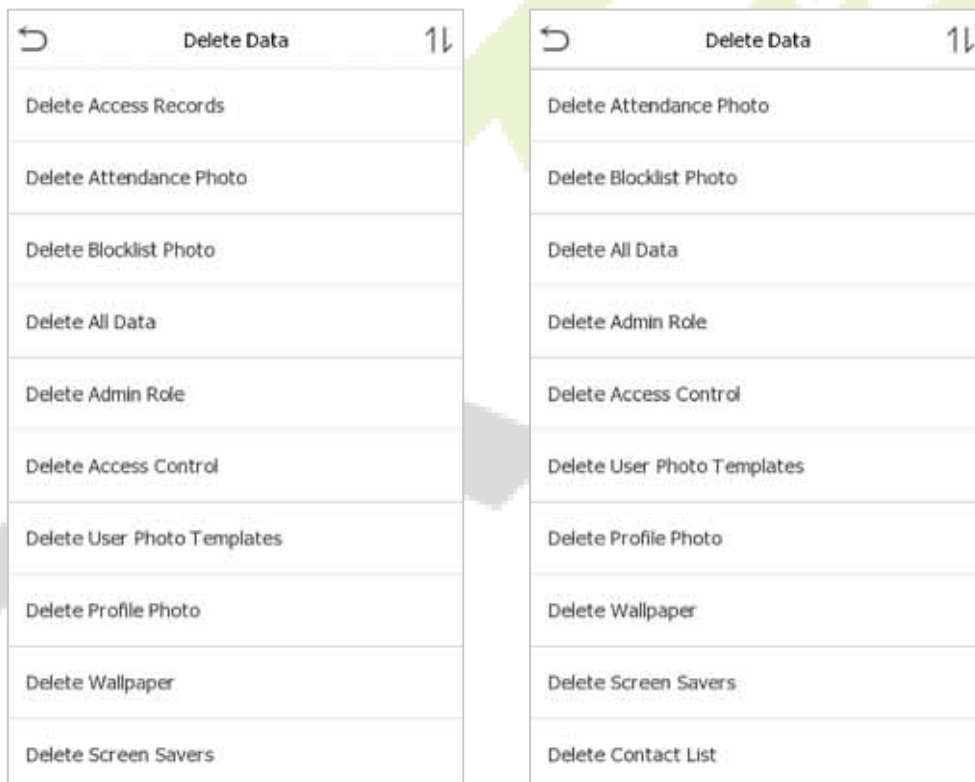 Delete Data
Delete Access Records
Delete Attendance Photo
Delete Blocklist Photo
Delete All Data
Delete Admin Role
Delete Access Control
Delete User Photo Templates
Delete Profile Photo
Delete Wallpaper
Delete Screen Savers
Delete Data
Delete Attendance Photo
Delete Blocklist Photo
Delete All Data
Delete Admin Role
Delete Access Control
Delete User Photo Templates
Delete Profile Photo
Delete Wallpaper
Delete Screen Savers
Delete Contact List